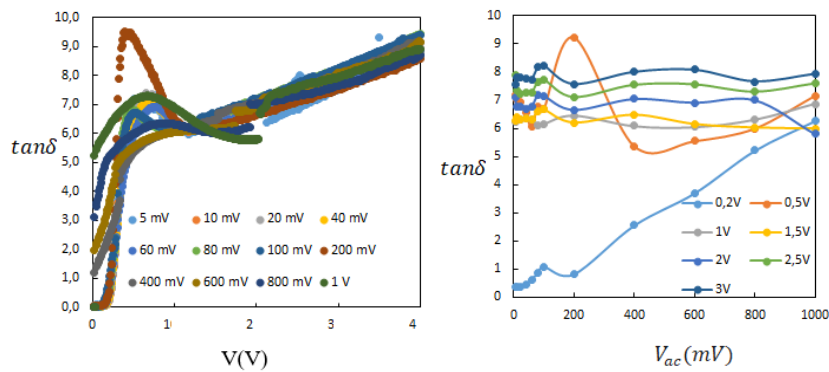 10,0
9,0
8,0
7,0
6,0
5,0
4,0
3,0
2,0
1,0
0,0
tanδ
5 mV 10 mV 20 mV 40 mV
60 mV 80 mV 100 mV 200 mV
400 mV 600 mV 800 mV 1 V
0 1 2 3 4
V(V)
10
9
8
7
6
5
4
3
2
1
0
tanδ
0,2V 0,5V
1V 1,5V
2V 2,5V
3V
0 200 400 600 800 1000
V_ac(mV)